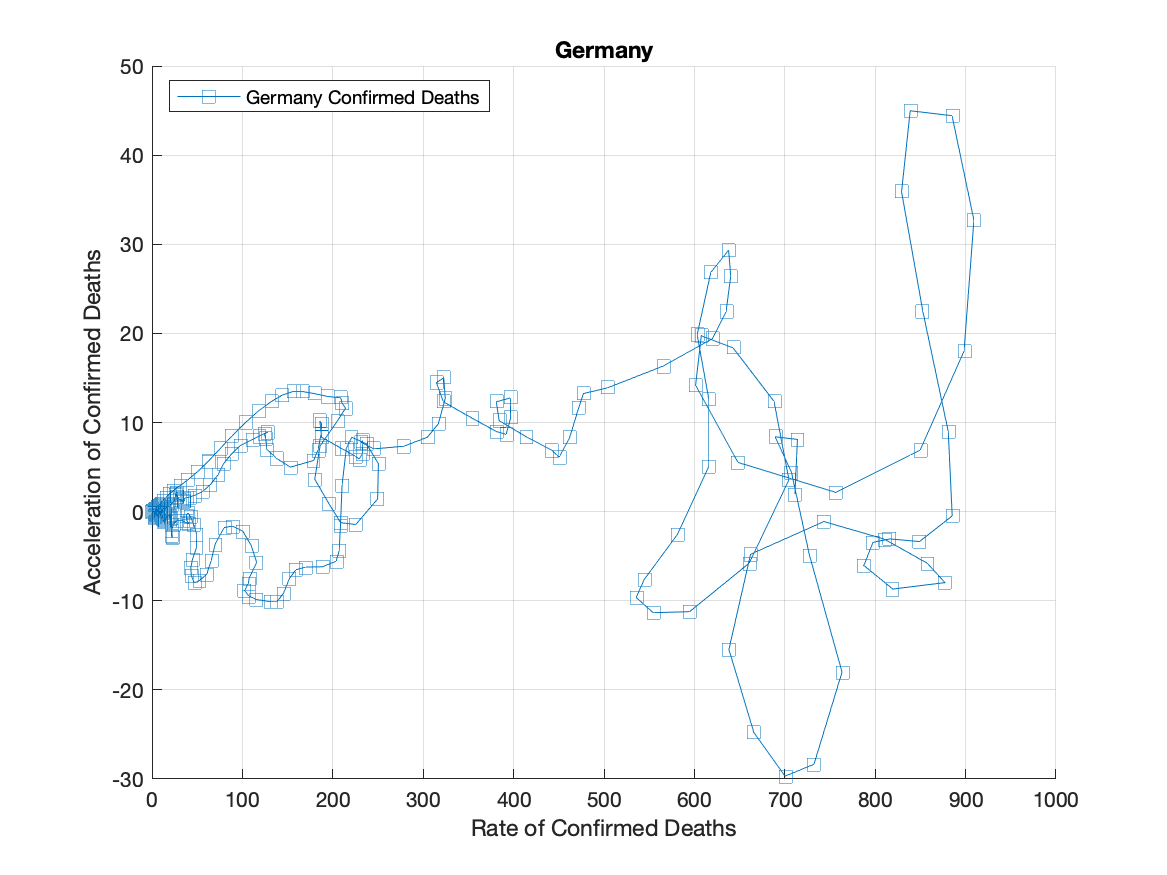 Germany
Germany Confirmed Deaths
50
40
30
20
10
0
-10
-20
-30
Acceleration of Confirmed Deaths
0 100 200 300 400 500 600 700 800 900 1000
Rate of Confirmed Deaths